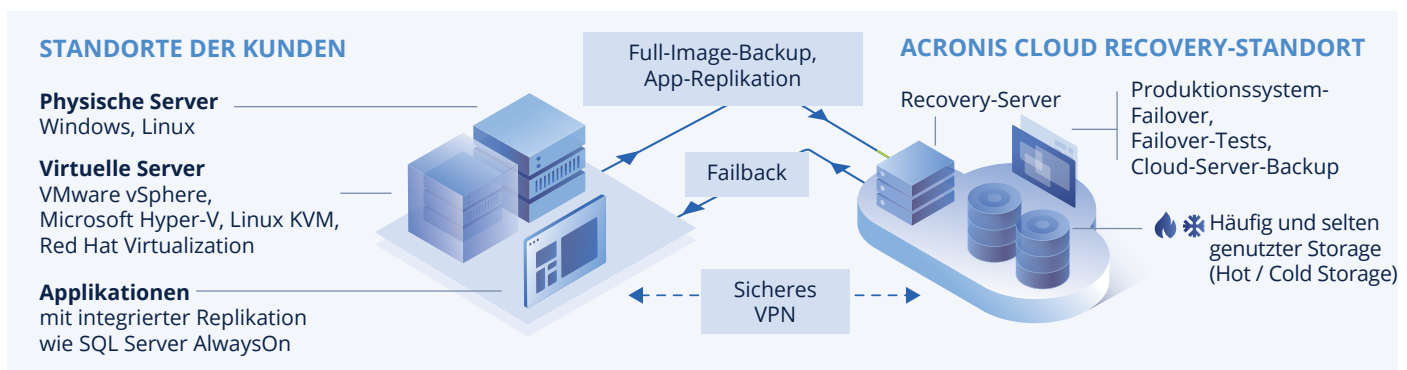 STANDORTE DER KUNDEN
Physische Server
Windows, Linux
Virtuelle Server
VMware vSphere,
Microsoft Hyper-V, Linux KVM,
Red Hat Virtualization
Applikationen
mit integrierter Replikation
wie SQL Server AlwaysOn
Full-Image-Backup,
App-Replikation
Failback
Sicheres
VPN
ACRONIS CLOUD RECOVERY-STANDORT
Recovery-Server
Produktionssystem-
Failover,
Failover-Tests,
Cloud-Server-Backup
Häufig und selten
genutzter Storage
(Hot / Cold Storage)